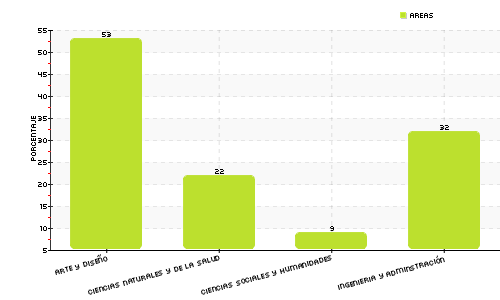 AREAS
PORCENTAJE
55
50
45
40
35
30
25
20
15
10
5
53
22
9
32
ARTE Y DISEÑO
CIENCIAS NATURALES Y DE LA SALUD
CIENCIAS SOCIALES Y HUMANIDADES
INGENIERIA Y ADMINSTRACIÓN